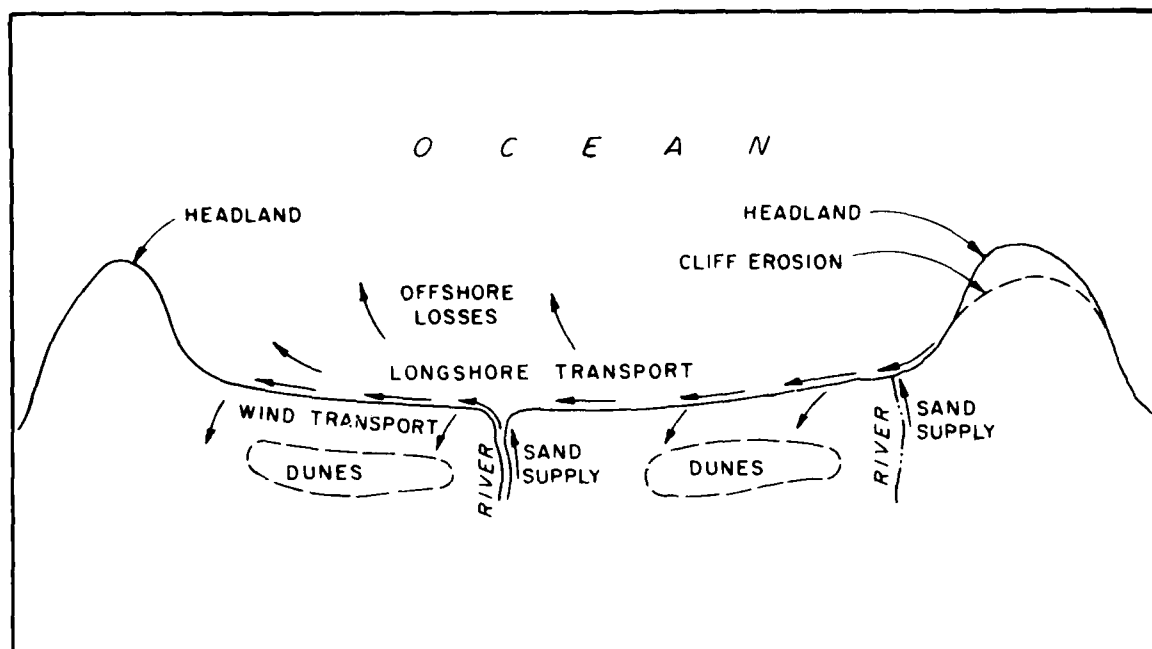 O C E A N
HEADLAND
HEADLAND
CLIFF EROSION
OFFSHORE
LOSSES
LONGSHORE TRANSPORT
WIND TRANSPORT
DUNES
RIVER
SAND
SUPPLY
DUNES
RIVER
SAND
SUPPLY